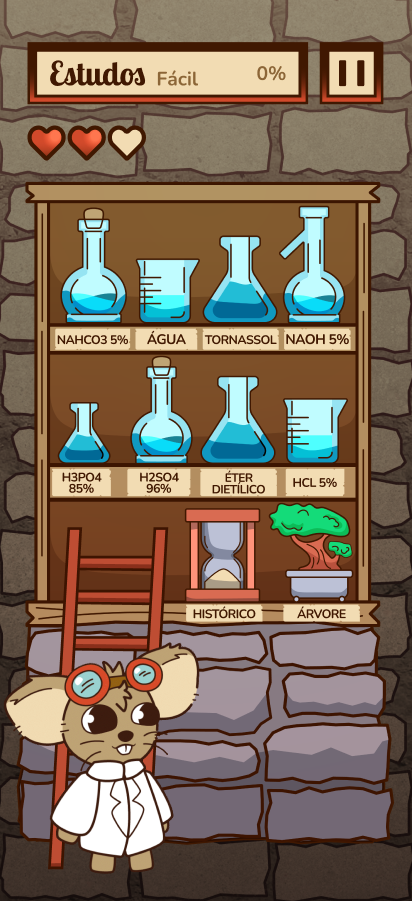 Estudos Fácil 0%
NAHCO3 5% ÁGUA TORNASSOL NAOH 5%
H3PO4 85% H2SO4 96% ÉTER DIETÍLICO HCL 5%
HISTÓRICO ÁRVORE